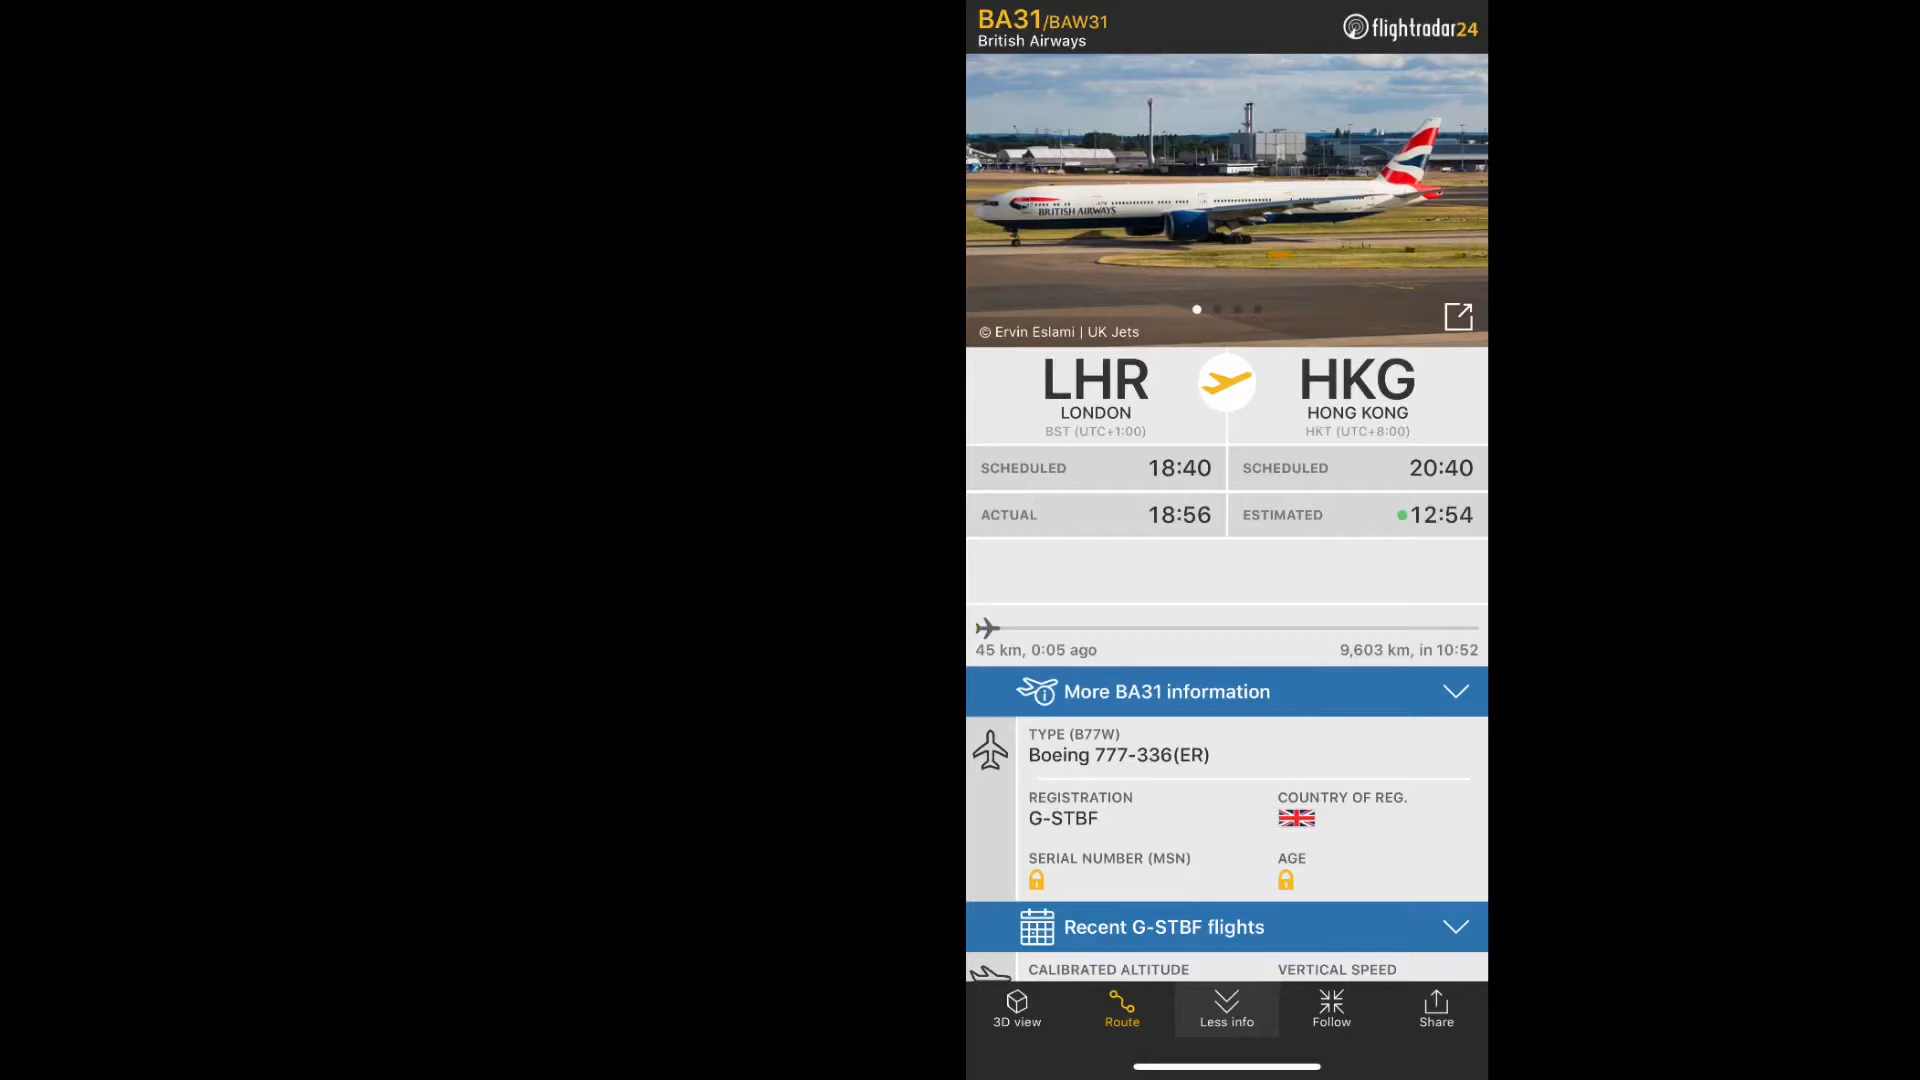 BA31/BAW31
British Airways
flightradar24
BRITISH AIRWAYS
© Ervin Eslami | UK Jets
LHR
LONDON
BST (UTC+1:00)
HKG
HONG KONG
HKT (UTC+8:00)
SCHEDULED 18:40 SCHEDULED 20:40
ACTUAL 18:56 ESTIMATED 12:54
45 km, 0:05 ago 9,603 km, in 10:52
More BA31 information
TYPE (B77W)
Boeing 777-336(ER)
REGISTRATION COUNTRY OF REG.
G-STBF
SERIAL NUMBER (MSN) AGE
Recent G-STBF flights
CALIBRATED ALTITUDE VERTICAL SPEED
3D view Route Less info Follow Share